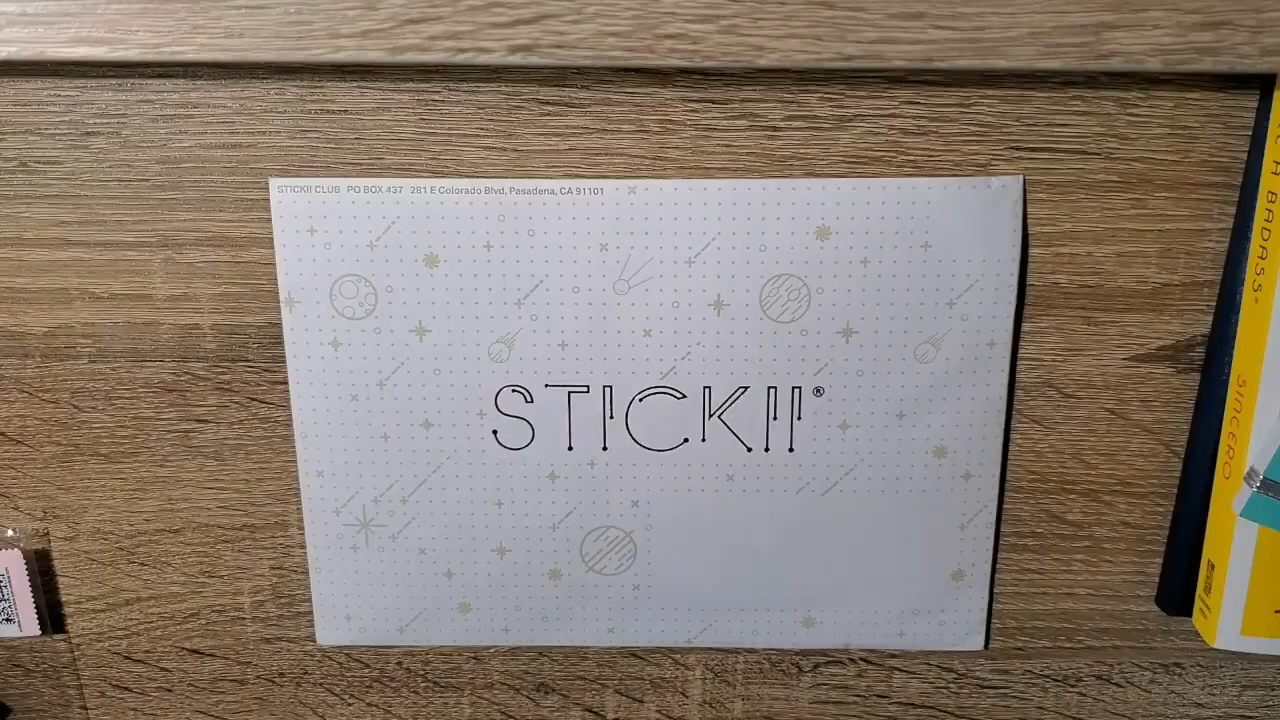 STICKII CLUB PO BOX 437 281 E Colorado Blvd, Pasadena, CA 91101
STICKII®
A BADASS®
SINCERO